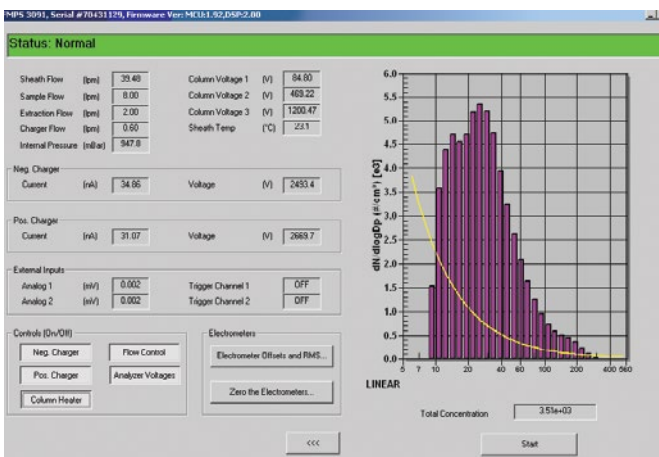 MPS 3091, Serial #70431129, Firmware Ver: MCU:1.92,DSP:2.00
Status: Normal
Sheath Flow (lpm) 39.48 Column Voltage 1 (V) 84.80
Sample Flow (lpm) 8.00 Column Voltage 2 (V) 469.22
Extraction Flow (lpm) 2.00 Column Voltage 3 (V) 1200.47
Charger Flow (lpm) 0.60 Sheath Temp (°C) 23.1
Internal Pressure (mBar) 947.8
Neg. Charger
Current (nA) 34.86 Voltage (V) 2493.4
Pos. Charger
Current (nA) 31.07 Voltage (V) 2669.7
External Inputs
Analog 1 (mV) 0.002 Trigger Channel 1 OFF
Analog 2 (mV) 0.002 Trigger Channel 2 OFF
Controls (On/Off)
Neg. Charger Flow Control
Pos. Charger Analyzer Voltages
Column Heater
Electrometers
Electrometer Offsets and RMS...
Zero the Electrometers...
<<<
dN/dlogDp (#/cm³) [e3]
6.0
5.5
5.0
4.5
4.0
3.5
3.0
2.5
2.0
1.5
1.0
0.5
0.0
5 7 10 20 40 60 100 200 400 560
LINEAR
Total Concentration 3.51e+03
Start